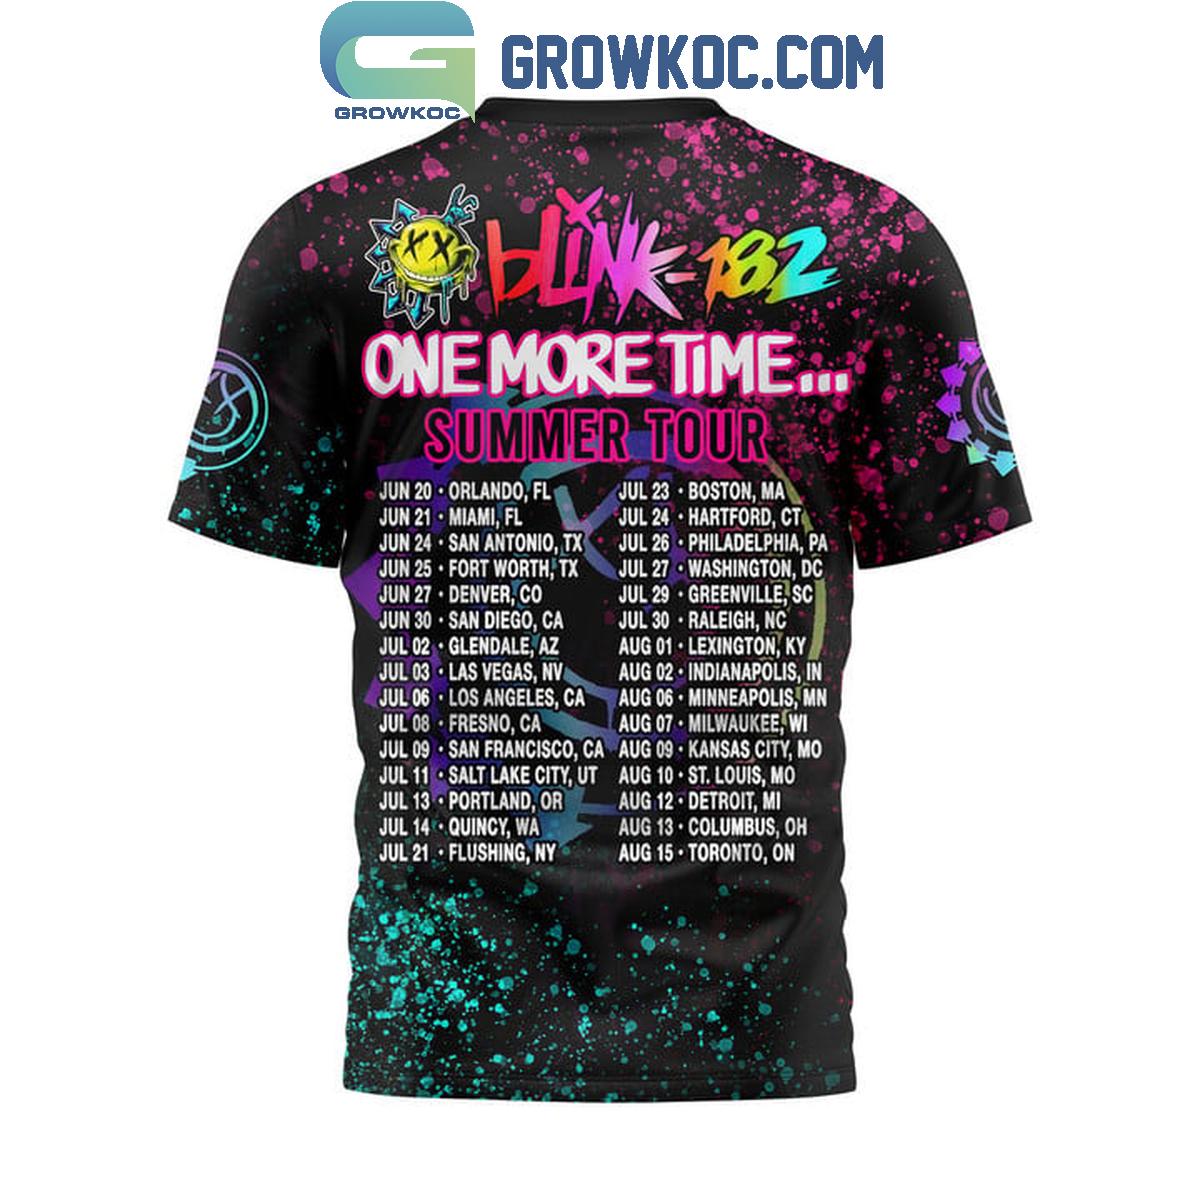 GROWKOC.COM
GROWKOC
blink-182
ONE MORE TIME...
SUMMER TOUR
JUN 20 • ORLANDO, FL
JUN 21 • MIAMI, FL
JUN 24 • SAN ANTONIO, TX
JUN 25 • FORT WORTH, TX
JUN 27 • DENVER, CO
JUN 30 • SAN DIEGO, CA
JUL 02 • GLENDALE, AZ
JUL 03 • LAS VEGAS, NV
JUL 06 • LOS ANGELES, CA
JUL 08 • FRESNO, CA
JUL 09 • SAN FRANCISCO, CA
JUL 11 • SALT LAKE CITY, UT
JUL 13 • PORTLAND, OR
JUL 14 • QUINCY, WA
JUL 21 • FLUSHING, NY
JUL 23 • BOSTON, MA
JUL 24 • HARTFORD, CT
JUL 26 • PHILADELPHIA, PA
JUL 27 • WASHINGTON, DC
JUL 29 • GREENVILLE, SC
JUL 30 • RALEIGH, NC
AUG 01 • LEXINGTON, KY
AUG 02 • INDIANAPOLIS, IN
AUG 06 • MINNEAPOLIS, MN
AUG 07 • MILWAUKEE, WI
AUG 09 • KANSAS CITY, MO
AUG 10 • ST. LOUIS, MO
AUG 12 • DETROIT, MI
AUG 13 • COLUMBUS, OH
AUG 15 • TORONTO, ON